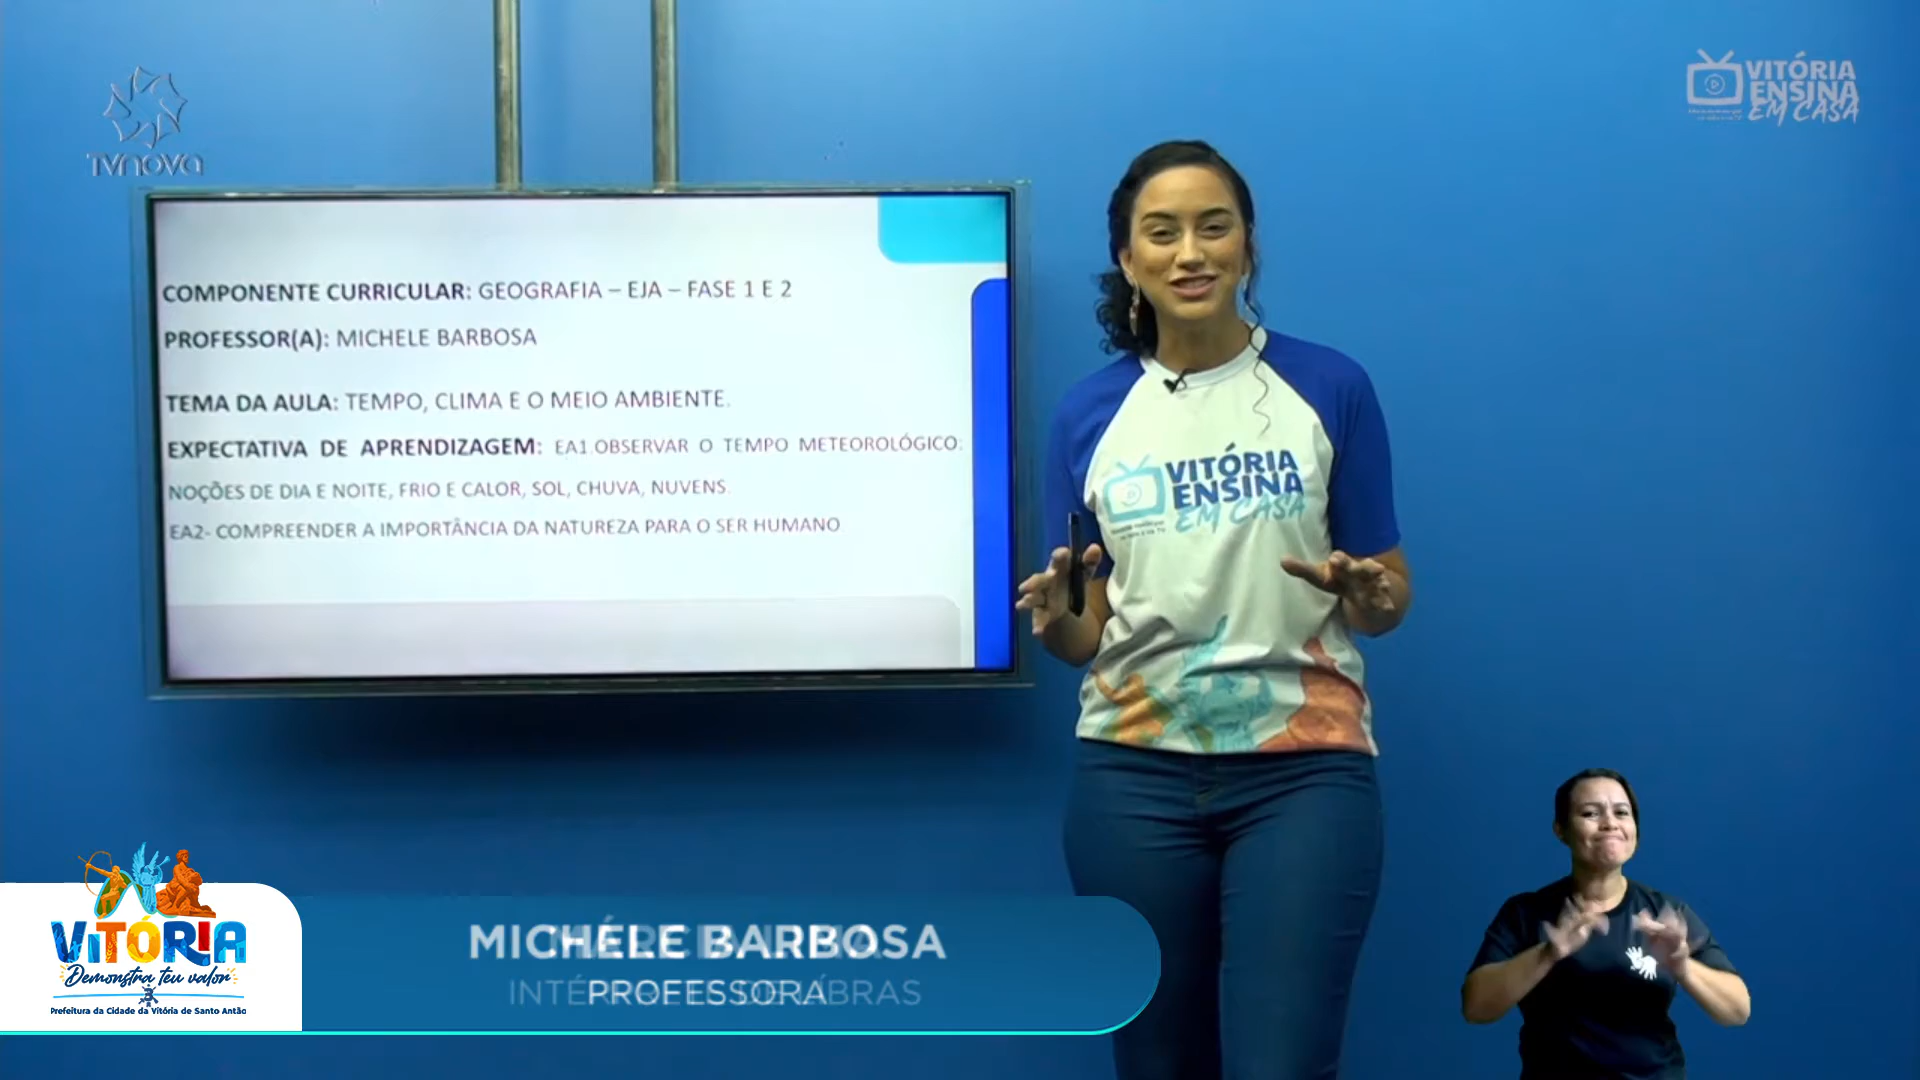 TVNOVA
VITÓRIA
ENSINA
EM CASA
COMPONENTE CURRICULAR: GEOGRAFIA – EJA – FASE 1 E 2
PROFESSOR(A): MICHELE BARBOSA
TEMA DA AULA: TEMPO, CLIMA E O MEIO AMBIENTE.
EXPECTATIVA DE APRENDIZAGEM: EA1.OBSERVAR O TEMPO METEOROLÓGICO:
NOÇÕES DE DIA E NOITE, FRIO E CALOR, SOL, CHUVA, NUVENS.
EA2- COMPREENDER A IMPORTÂNCIA DA NATUREZA PARA O SER HUMANO
VITÓRIA
ENSINA
EM CASA
MICHELE BARBOSA
PROFESSORA
VITÓRIA
Demonstra teu valor
Prefeitura da Cidade da Vitória de Santo Antão